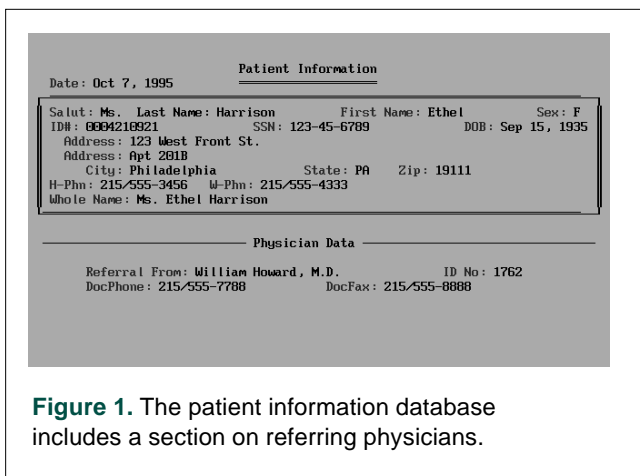 Patient Information
Date: Oct 7, 1995
Salut: Ms. Last Name: Harrison First Name: Ethel Sex: F
ID#: 0004210921 SSN: 123-45-6789 DOB: Sep 15, 1935
Address: 123 West Front St.
Address: Apt 201B
City: Philadelphia State: PA Zip: 19111
H-Phn: 215/555-3456 W-Phn: 215/555-4333
Whole Name: Ms. Ethel Harrison
Physician Data
Referral From: William Howard, M.D. ID No: 1762
DocPhone: 215/555-7788 DocFax: 215/555-8888
Figure 1. The patient information database
includes a section on referring physicians.